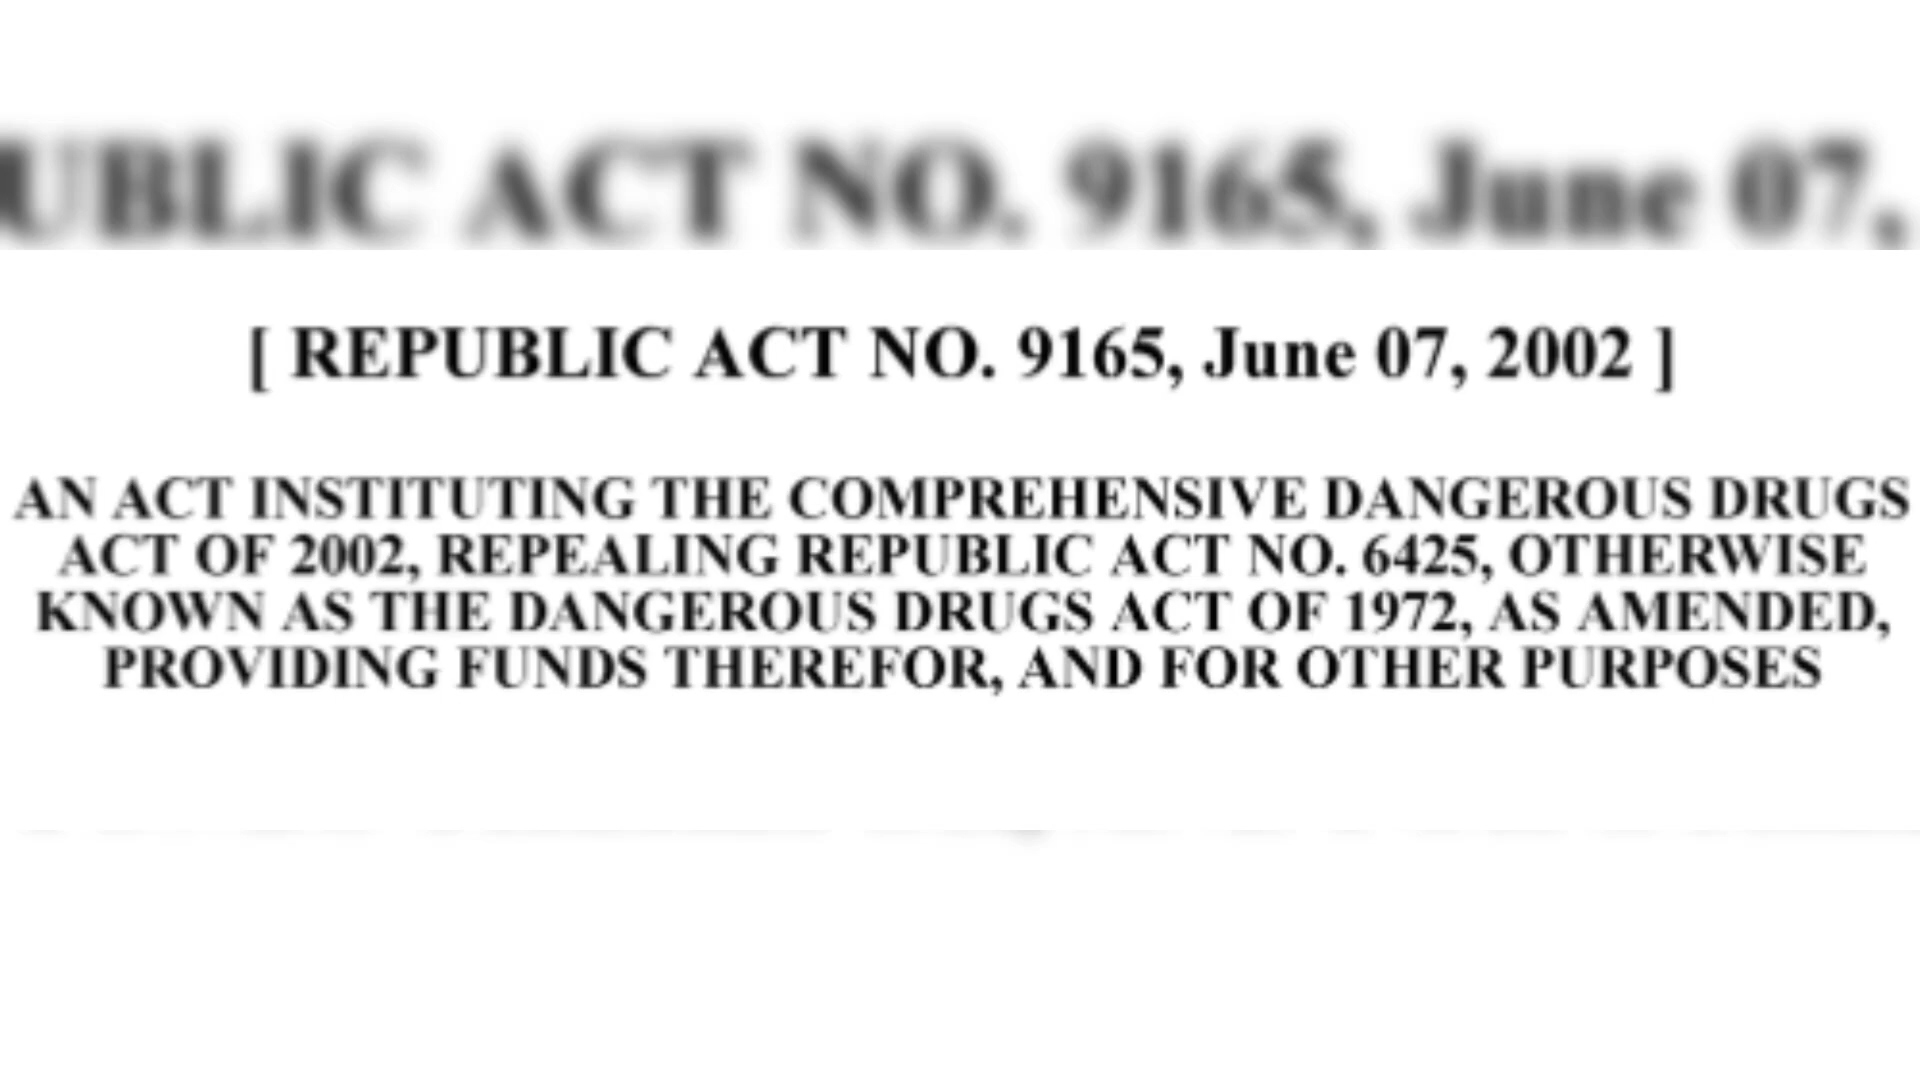 UBLIC ACT NO. 9165, June 07,
[ REPUBLIC ACT NO. 9165, June 07, 2002 ]
AN ACT INSTITUTING THE COMPREHENSIVE DANGEROUS DRUGS
ACT OF 2002, REPEALING REPUBLIC ACT NO. 6425, OTHERWISE
KNOWN AS THE DANGEROUS DRUGS ACT OF 1972, AS AMENDED,
PROVIDING FUNDS THEREFOR, AND FOR OTHER PURPOSES